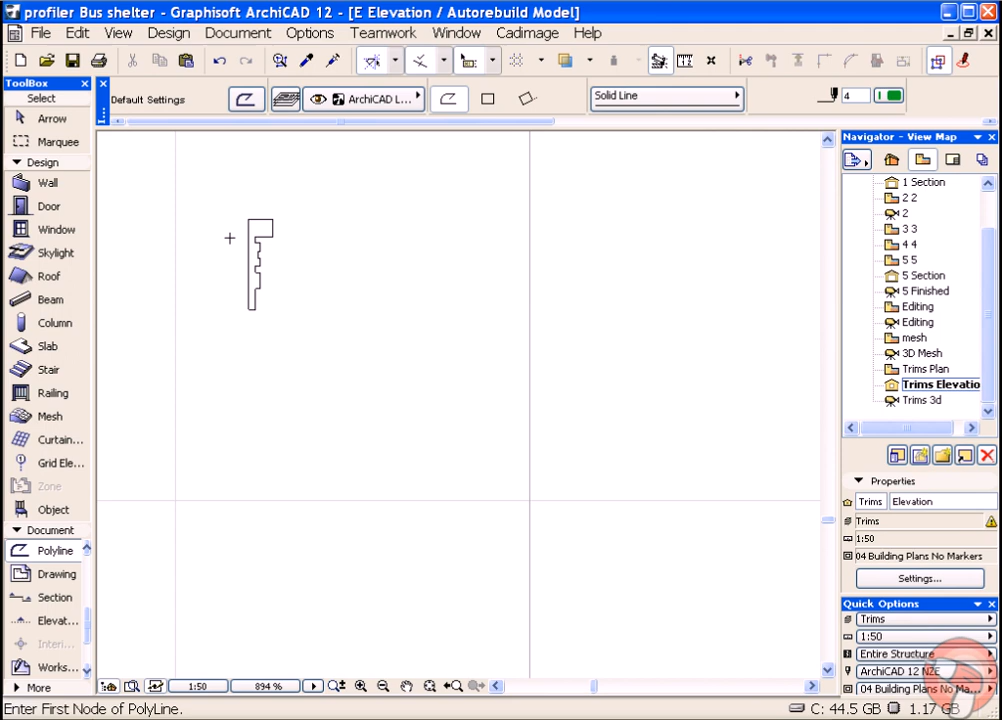 profiler Bus shelter - Graphisoft ArchiCAD 12 - [E Elevation / Autorebuild Model]
File Edit View Design Document Options Teamwork Window Cadimage Help
ToolBox
Select
Arrow
Marquee
Design
Wall
Door
Window
Skylight
Roof
Beam
Column
Slab
Stair
Railing
Mesh
Curtain...
Grid Ele...
Zone
Object
Document
Polyline
Drawing
Section
Elevat...
Interi...
Works...
More
Default Settings
ArchiCAD L...
Solid Line
4
Navigator - View Map
1 Section
2 2
2
3 3
4 4
5 5
5 Section
5 Finished
Editing
Editing
mesh
3D Mesh
Trims Plan
Trims Elevatio
Trims 3d
Properties
Trims Elevation
Trims
1:50
04 Building Plans No Markers
Settings...
Quick Options
Trims
1:50
Entire Structure
ArchiCAD 12 NZE
04 Building Plans No Ma...
1:50
894 %
Enter First Node of PolyLine.
C: 44.5 GB
1.17 GB